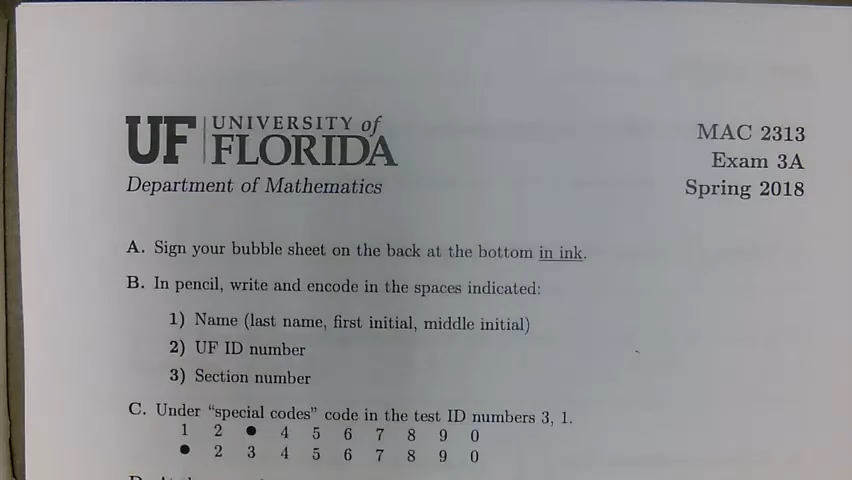 UF UNIVERSITY of
FLORIDA
Department of Mathematics
MAC 2313
Exam 3A
Spring 2018
A. Sign your bubble sheet on the back at the bottom in ink.
B. In pencil, write and encode in the spaces indicated:
1) Name (last name, first initial, middle initial)
2) UF ID number
3) Section number
C. Under “special codes” code in the test ID numbers 3, 1.
1 2 ● 4 5 6 7 8 9 0
● 2 3 4 5 6 7 8 9 0